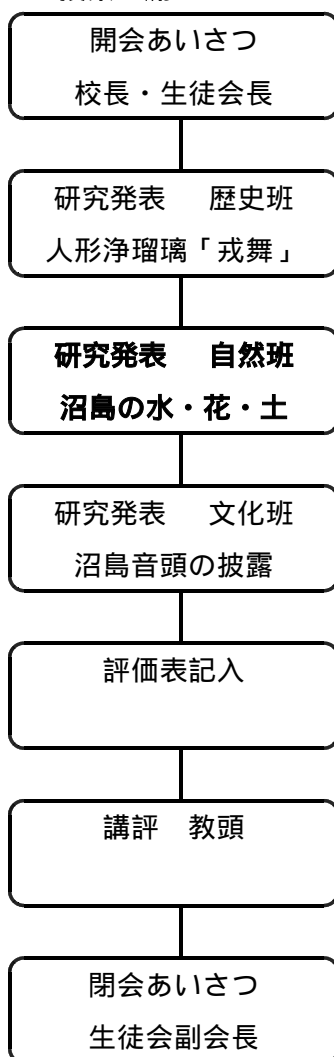 開会あいさつ
校長・生徒会長
研究発表　歴史班
人形浄瑠璃「戎舞」
研究発表　自然班
沼島の水・花・土
研究発表　文化班
沼島音頭の披露
評価表記入
講評　教頭
閉会あいさつ
生徒会副会長